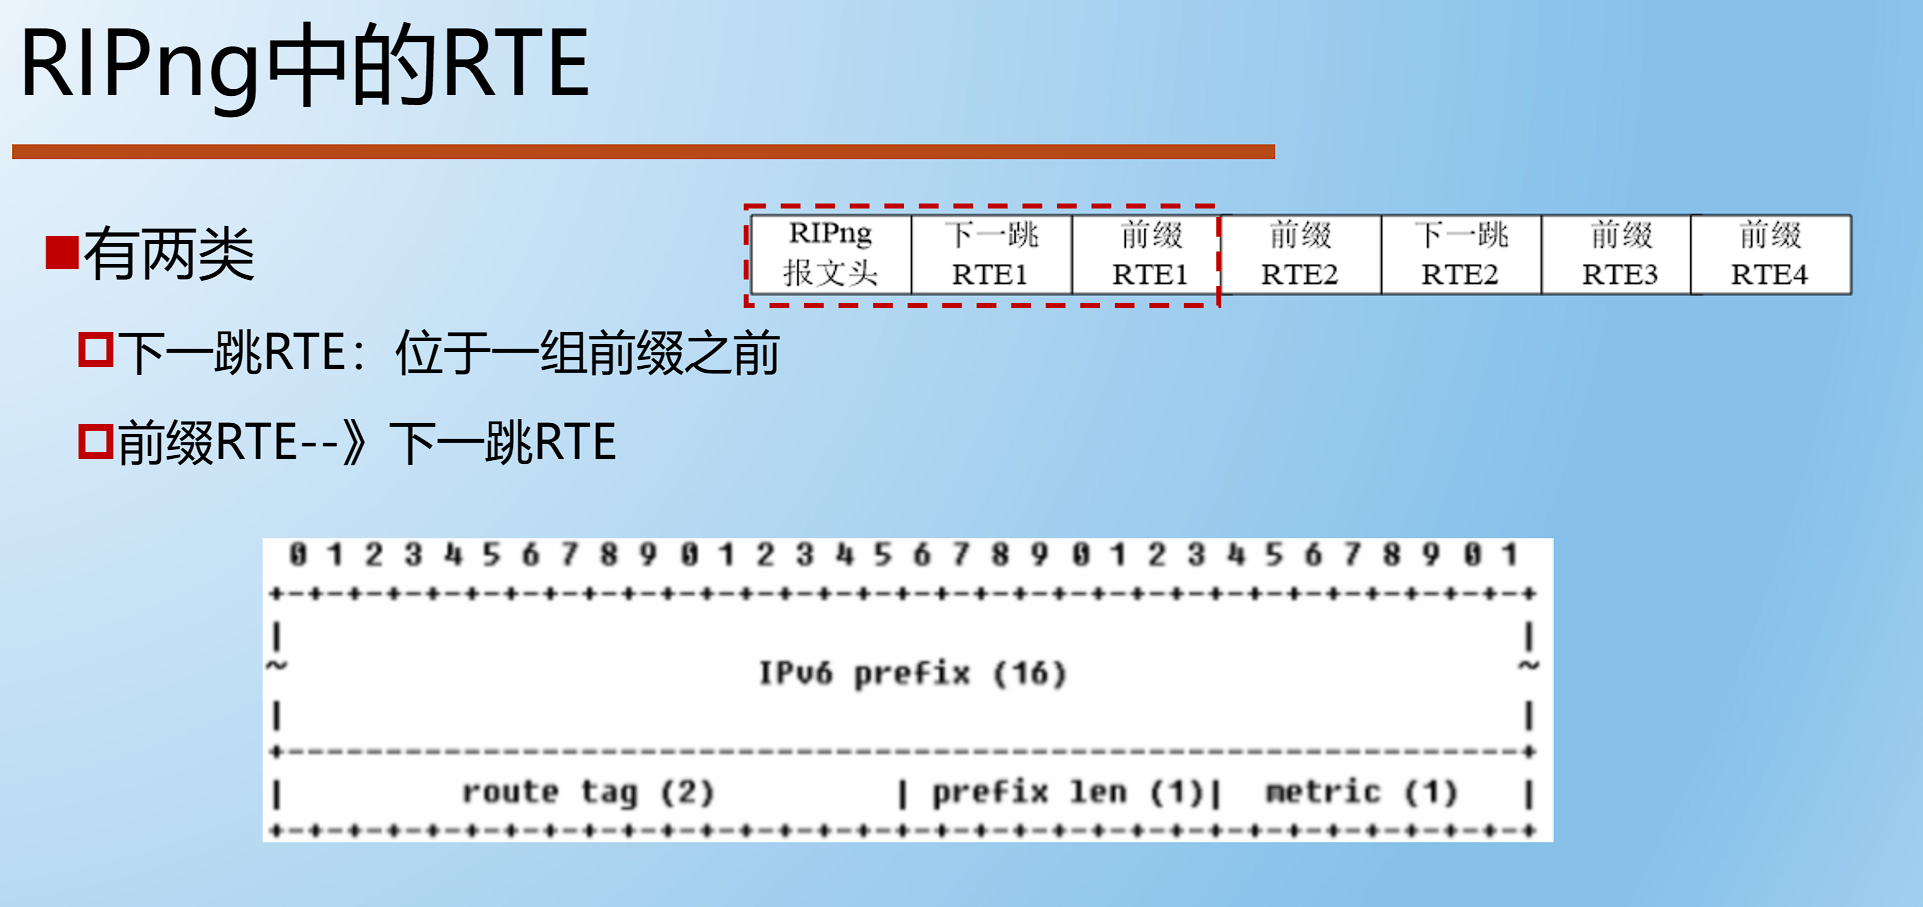 RIPng中的RTE
有两类
RIPng 下一跳 前缀 前缀 下一跳 前缀 前缀
报文头 RTE1 RTE1 RTE2 RTE2 RTE3 RTE4
下一跳RTE：位于一组前缀之前
前缀RTE--》下一跳RTE
0 1 2 3 4 5 6 7 8 9 0 1 2 3 4 5 6 7 8 9 0 1 2 3 4 5 6 7 8 9 0 1
+-+-+-+-+-+-+-+-+-+-+-+-+-+-+-+-+-+-+-+-+-+-+-+-+-+-+-+-+-+-+-+-+
| |
~ IPv6 prefix (16) ~
| |
+---------------------------------------------------------------+
| route tag (2) | prefix len (1)| metric (1) |
+-+-+-+-+-+-+-+-+-+-+-+-+-+-+-+-+-+-+-+-+-+-+-+-+-+-+-+-+-+-+-+-+